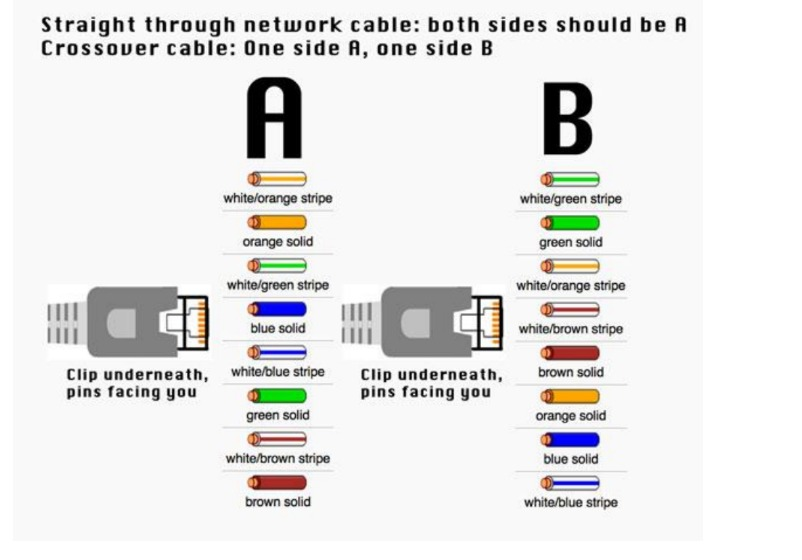 Straight through network cable: both sides should be A
Crossover cable: One side A, one side B
A
white/orange stripe
orange solid
white/green stripe
blue solid
white/blue stripe
green solid
white/brown stripe
brown solid
Clip underneath,
pins facing you
B
white/green stripe
green solid
white/orange stripe
white/brown stripe
brown solid
orange solid
blue solid
white/blue stripe
Clip underneath,
pins facing you